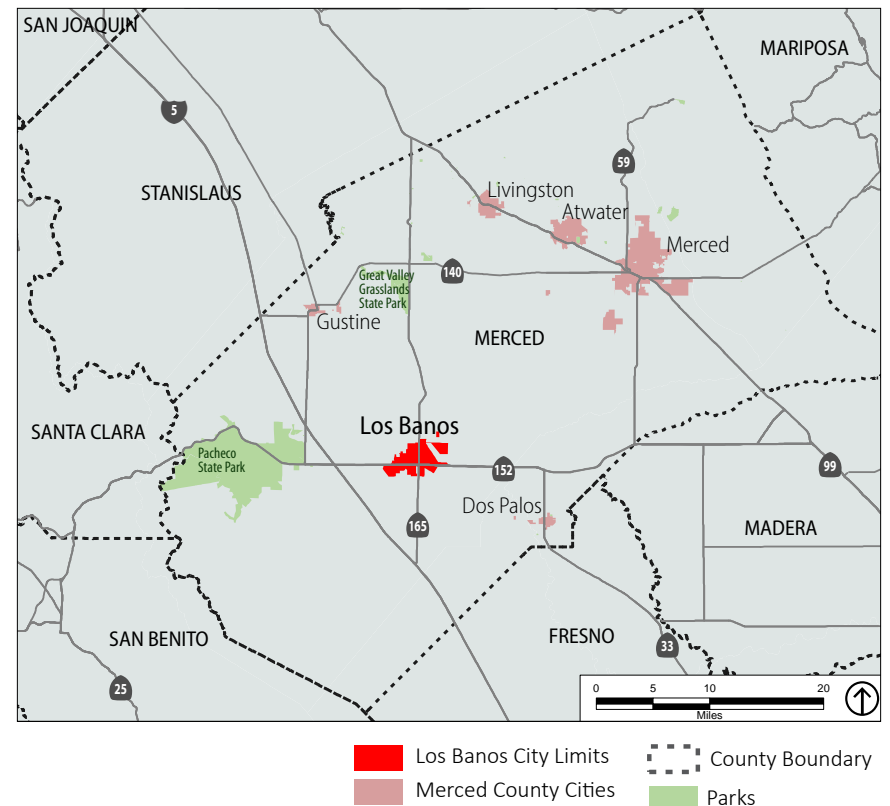 SAN JOAQUIN
MARIPOSA
5
59
STANISLAUS
Livingston
Atwater
Merced
140
Great Valley
Grasslands
State Park
Gustine
MERCED
Los Banos
SANTA CLARA
Pacheco
State Park
152
99
Dos Palos
165
MADERA
SAN BENITO
FRESNO
33
25
0 5 10 20
Miles
Los Banos City Limits
County Boundary
Merced County Cities
Parks